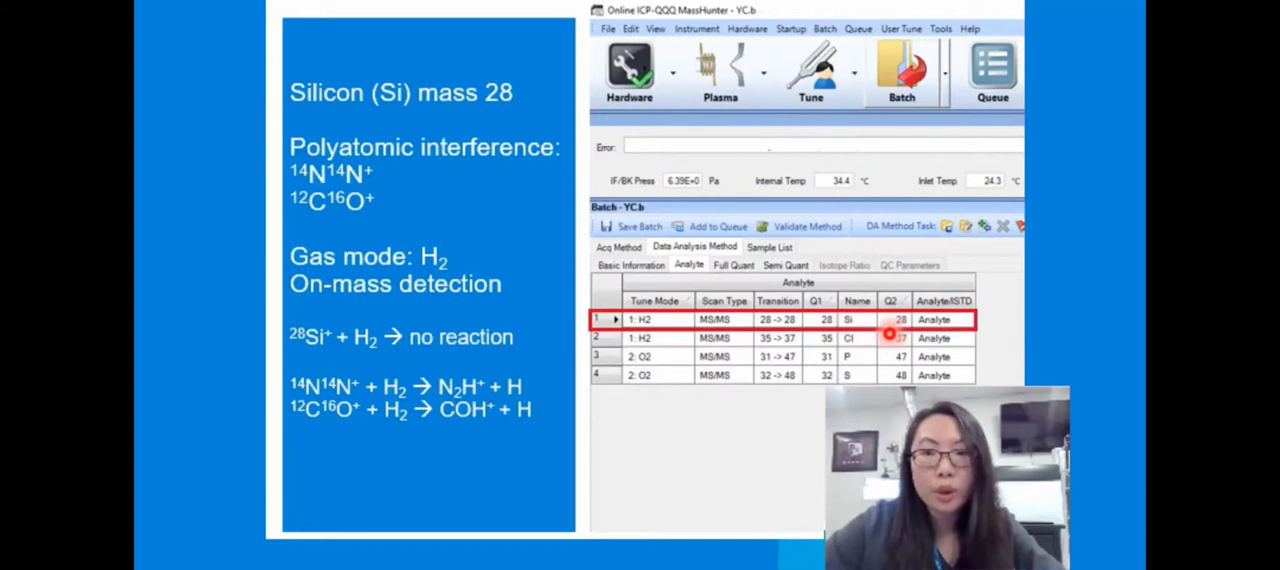 Silicon (Si) mass 28
Polyatomic interference:
¹⁴N¹⁴N⁺
¹²C¹⁶O⁺
Gas mode: H₂
On-mass detection
²⁸Si⁺ + H₂ → no reaction
¹⁴N¹⁴N⁺ + H₂ → N₂H⁺ + H
¹²C¹⁶O⁺ + H₂ → COH⁺ + H
Online ICP-QQQ MassHunter - YC.b
File Edit View Instrument Hardware Startup Batch Queue User Tune Tools Help
Hardware Plasma Tune Batch Queue
Error:
IF/BK Press 6.39E+0 Pa Internal Temp 34.4 °C Inlet Temp 24.3 °C
Batch - YC.b
Save Batch Add to Queue Validate Method DA Method Task:
Acq Method Data Analysis Method Sample List
Basic Information Analyte Full Quant Semi Quant Isotope Ratio QC Parameters
Analyte
Tune Mode Scan Type Transition Q1 Name Q2 Analyte/ISTD
1 1: H2 MS/MS 28 -> 28 28 Si 28 Analyte
2 1: H2 MS/MS 35 -> 37 35 Cl 37 Analyte
3 2: O2 MS/MS 31 -> 47 31 P 47 Analyte
4 2: O2 MS/MS 32 -> 48 32 S 48 Analyte